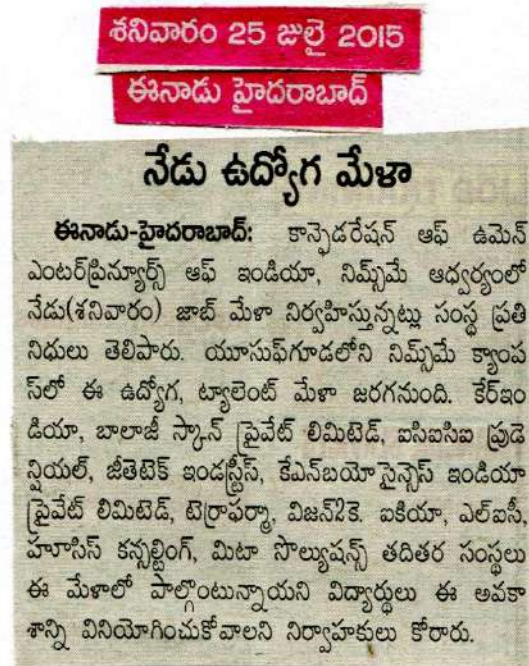 శనివారం 25 జులై 2015
ఈనాడు హైదరాబాద్
నేడు ఉద్యోగ మేళా
ఈనాడు-హైదరాబాద్: కాన్ఫెడరేషన్ ఆఫ్ ఉమెన్
ఎంటర్‌ప్రిన్యూర్స్ ఆఫ్ ఇండియా, నిమ్స్‌మే ఆధ్వర్యంలో
నేడు(శనివారం) జాబ్ మేళా నిర్వహిస్తున్నట్లు సంస్థ ప్రతి
నిధులు తెలిపారు. యూసుఫ్‌గూడలోని నిమ్స్‌మే క్యాంప
స్‌లో ఈ ఉద్యోగ, ట్యాలెంట్ మేళా జరగనుంది. కేర్‌ఇం
డియా, బాలాజీ స్కాన్ ప్రైవేట్ లిమిటెడ్, ఐసిఐసిఐ ప్రుడె
న్షియల్, జీతెటెక్ ఇండస్ట్రీస్, కేఎన్‌బయోసైన్సెస్ ఇండియా
ప్రైవేట్ లిమిటెడ్, టెర్రాఫర్మా, విజన్2కె. ఐకియా, ఎల్ఐసీ,
హూసిస్ కన్సల్టింగ్, మిటా సొల్యుషన్స్ తదితర సంస్థలు
ఈ మేళాలో పాల్గొంటున్నాయని విద్యార్థులు ఈ అవకా
శాన్ని వినియోగించుకోవాలని నిర్వాహకులు కోరారు.